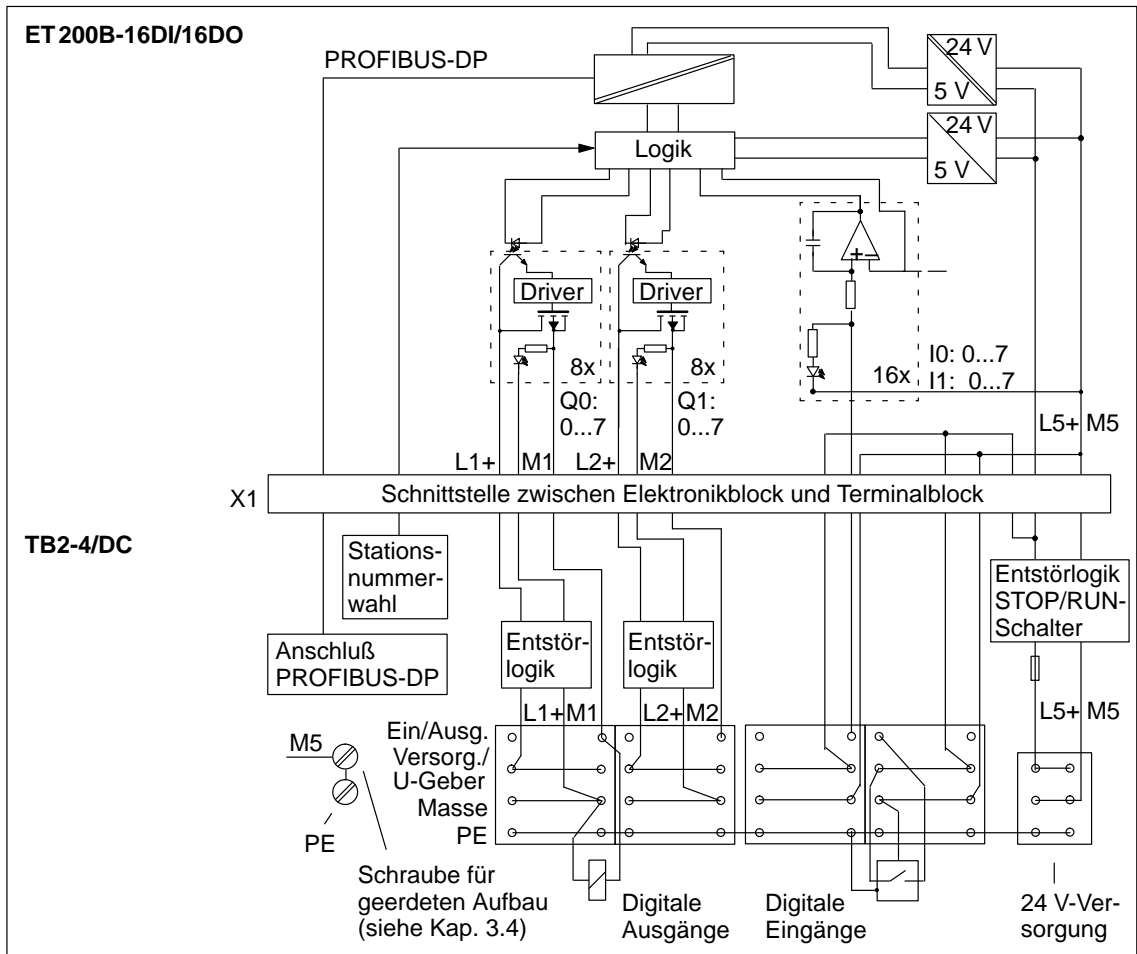 ET 200B-16DI/16DO
PROFIBUS-DP
24 V
5 V
24 V
5 V
Logik
Driver
Driver
8x
8x
16x
I0: 0...7
I1: 0...7
Q0:
0...7
Q1:
0...7
L1+ M1 L2+ M2
L5+ M5
X1
Schnittstelle zwischen Elektronikblock und Terminalblock
TB2-4/DC
Stations-
nummer-
wahl
Entstörlogik
STOP/RUN-
Schalter
Entstör-
logik
Entstör-
logik
Anschluß
PROFIBUS-DP
L1+ M1 L2+ M2
L5+ M5
Ein/Ausg.
Versorg./
U-Geber
Masse
PE
M5
PE
Schraube für
geerdeten Aufbau
(siehe Kap. 3.4)
Digitale
Ausgänge
Digitale
Eingänge
24 V-Ver-
sorgung